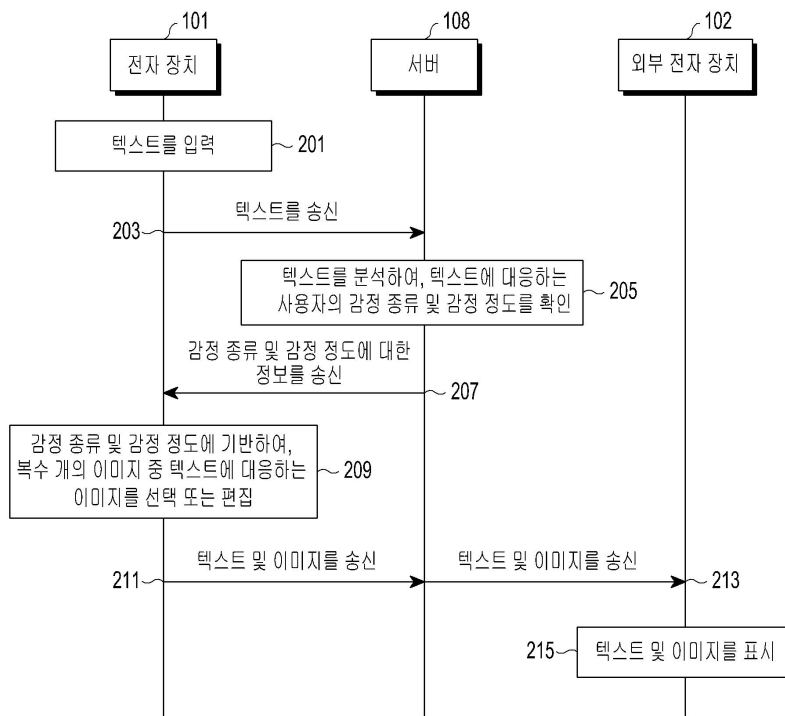 101
108
102
전자 장치
서버
외부 전자 장치
텍스트를 입력
201
텍스트를 송신
203
텍스트를 분석하여, 텍스트에 대응하는
사용자의 감정 종류 및 감정 정도를 확인
205
감정 종류 및 감정 정도에 대한
정보를 송신
207
감정 종류 및 감정 정도에 기반하여,
복수 개의 이미지 중 텍스트에 대응하는
이미지를 선택 또는 편집
209
텍스트 및 이미지를 송신
텍스트 및 이미지를 송신
211
213
215
텍스트 및 이미지를 표시